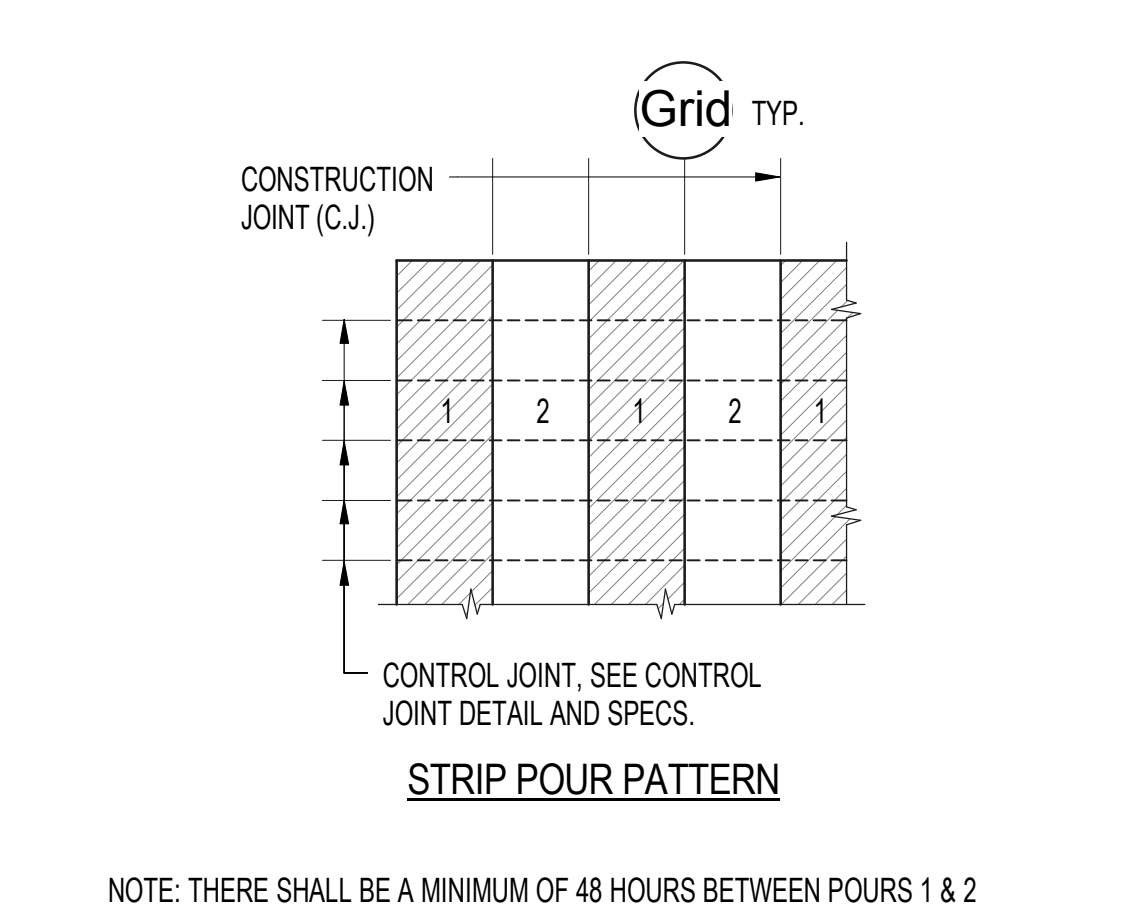 Grid TYP.
CONSTRUCTION
JOINT (C.J.)
1 2 1 2 1
CONTROL JOINT, SEE CONTROL
JOINT DETAIL AND SPECS.
STRIP POUR PATTERN
NOTE: THERE SHALL BE A MINIMUM OF 48 HOURS BETWEEN POURS 1 & 2